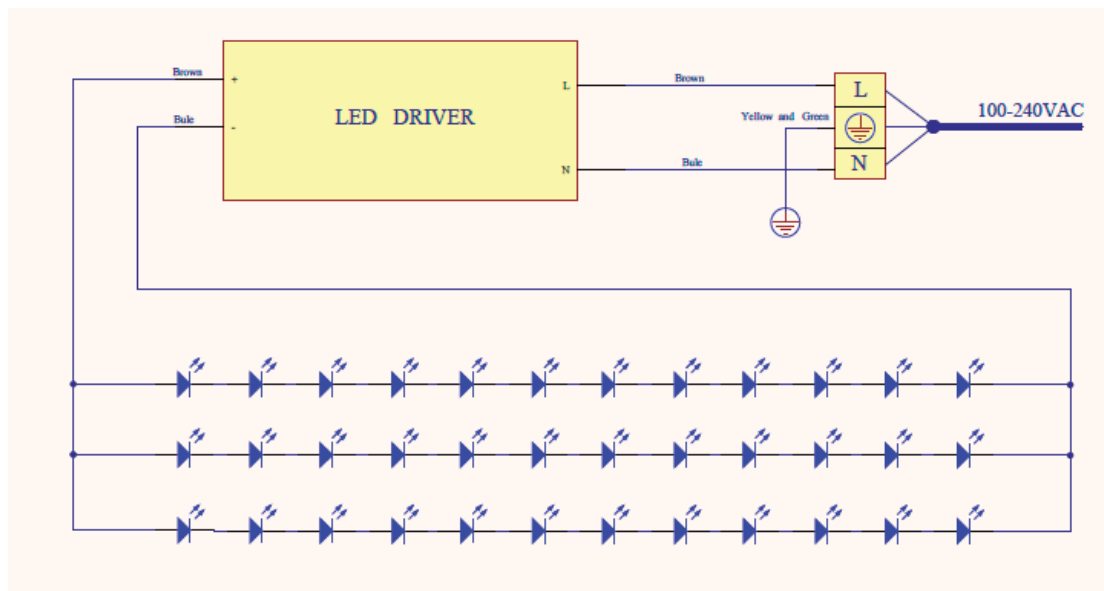 Brown
+
Bule
-
LED DRIVER
L
N
Brown
Yellow and Green
Bule
L
N
100-240VAC